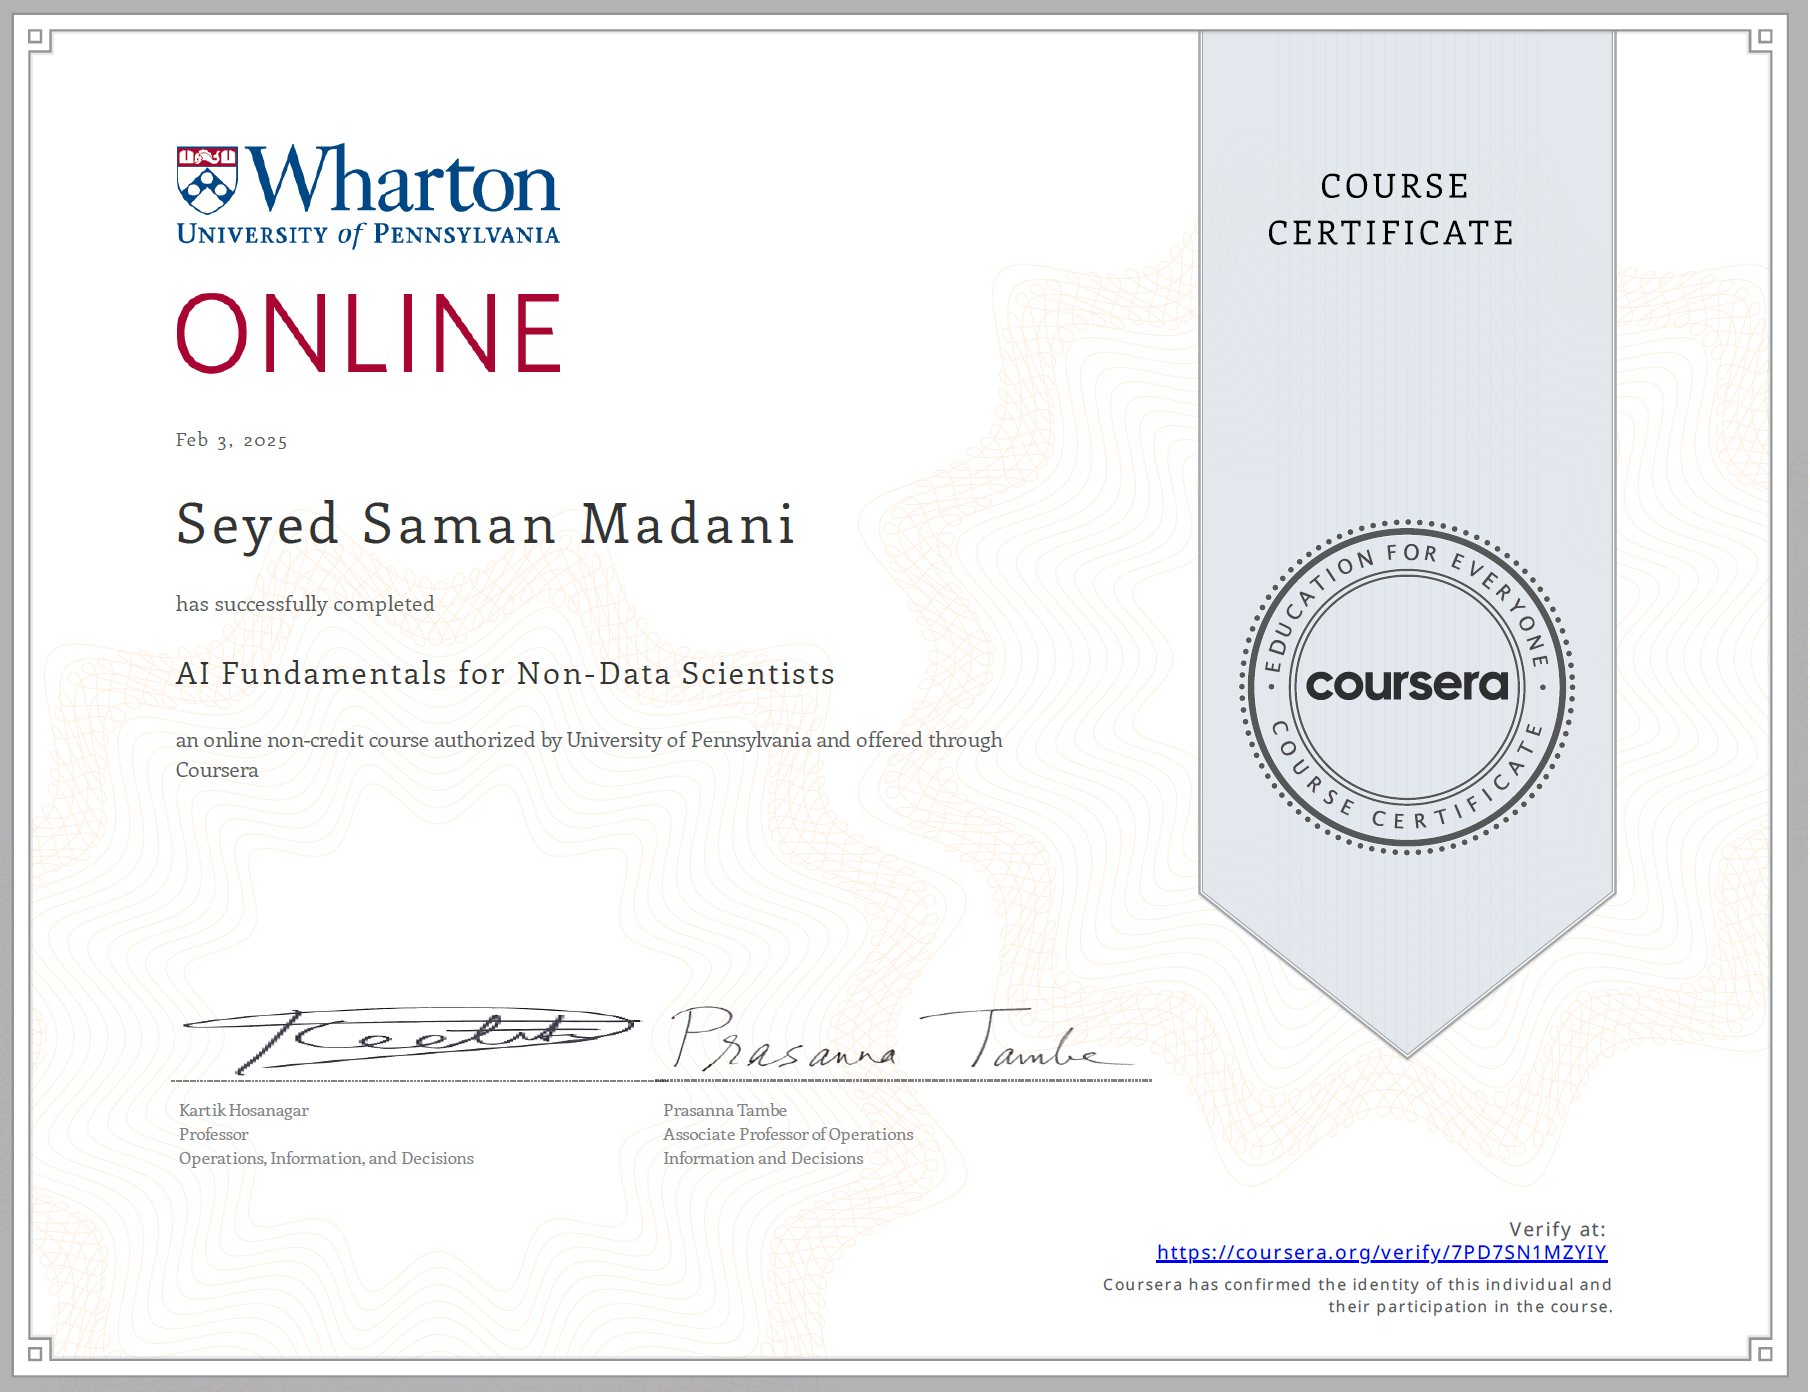 Wharton
UNIVERSITY of PENNSYLVANIA
ONLINE
Feb 3, 2025
Seyed Saman Madani
has successfully completed
AI Fundamentals for Non-Data Scientists
an online non-credit course authorized by University of Pennsylvania and offered through
Coursera
COURSE
CERTIFICATE
EDUCATION FOR EVERYONE
coursera
COURSE CERTIFICATE
Prasanna Tambe
Kartik Hosanagar
Professor
Operations, Information, and Decisions
Prasanna Tambe
Associate Professor of Operations
Information and Decisions
Verify at:
https://coursera.org/verify/7PD7SN1MZYIY
Coursera has confirmed the identity of this individual and
their participation in the course.